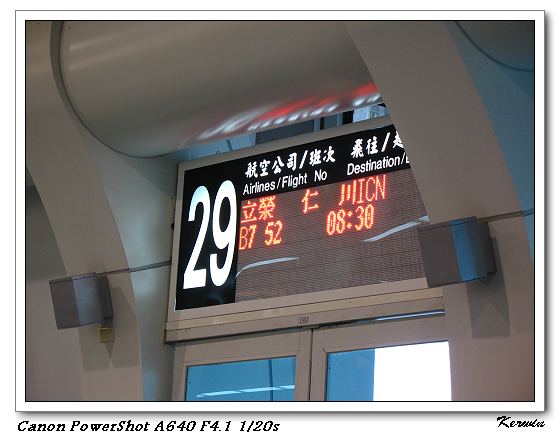 29
航空公司/班次 飛往/
Airlines/Flight No Destination/
立榮 仁 川ICN
B7 52 08:30
Canon PowerShot A640 F4.1 1/20s
Kerwin